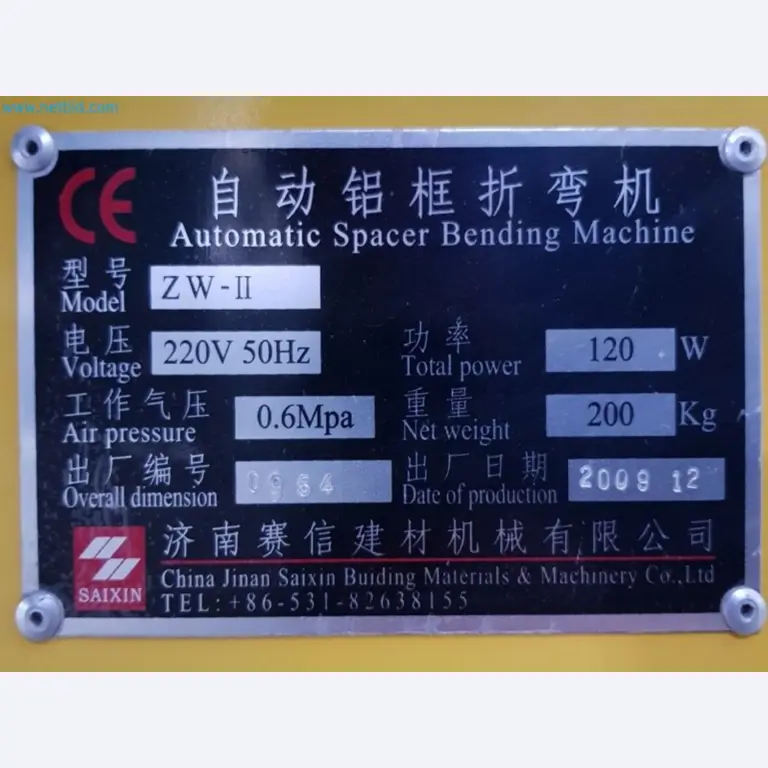 www.netbid.com
CE
自动铝框折弯机
Automatic Spacer Bending Machine
型号 ZW-II
Model
电压 220V 50Hz 功率 120 W
Voltage Total power
工作气压 0.6Mpa 重量 200 Kg
Air pressure Net weight
出厂编号 0964 出厂日期 2009 12
Overall dimension Date of production
济南赛信建材机械有限公司
China Jinan Saixin Buiding Materials & Machinery Co.,Ltd
SAIXIN TEL:+86-531-82638155